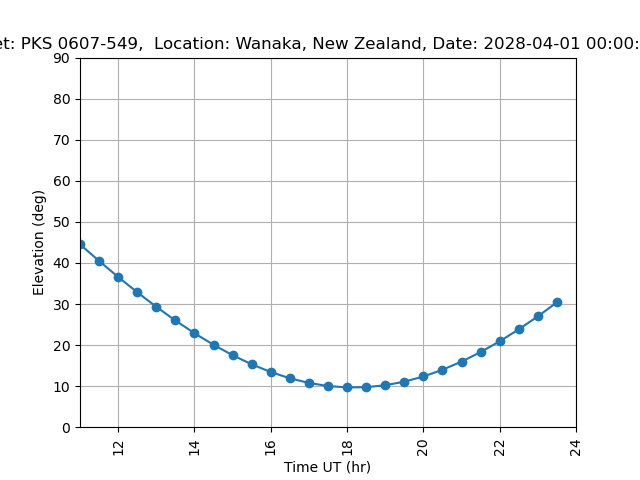 et: PKS 0607-549,  Location: Wanaka, New Zealand, Date: 2028-04-01 00:00:
90
80
70
60
50
40
30
20
10
0
Elevation (deg)
12 14 16 18 20 22 24
Time UT (hr)